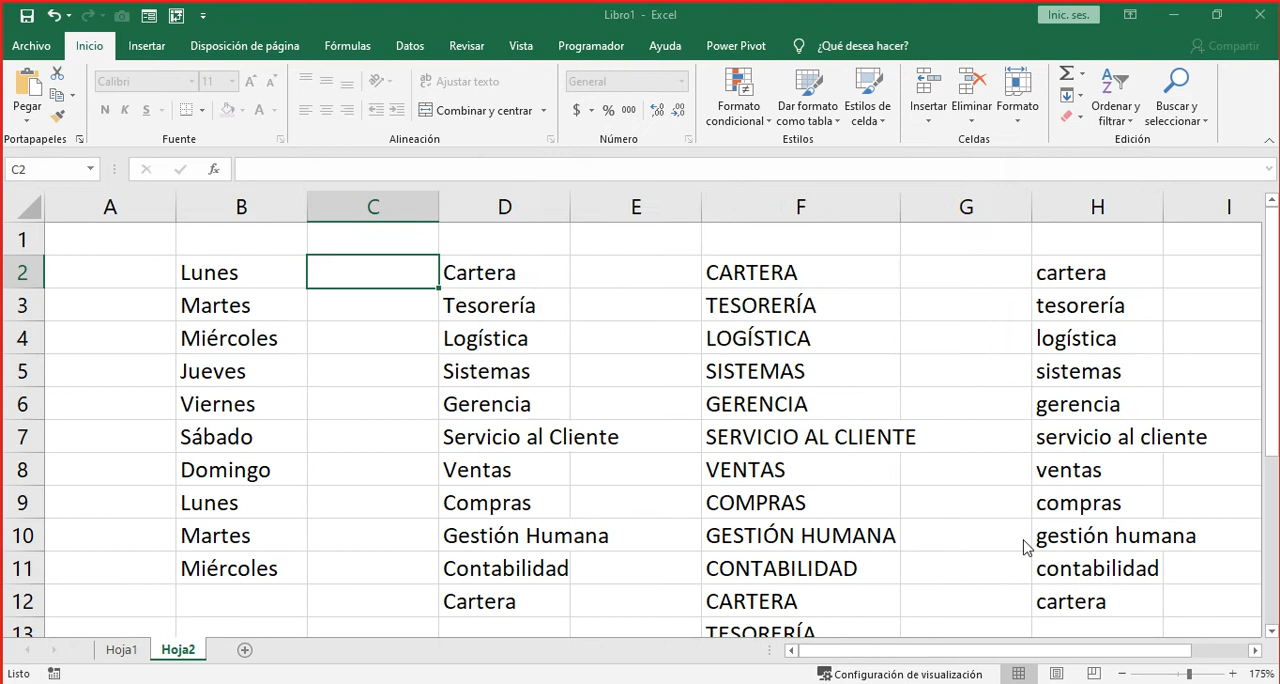 Libro1 - Excel
Inic. ses.
Archivo Inicio Insertar Disposición de página Fórmulas Datos Revisar Vista Programador Ayuda Power Pivot ¿Qué desea hacer? Compartir
Pegar
Calibri 11
N K S
A A
A
Ajustar texto
Combinar y centrar
General
$ % 000
Formato condicional
Dar formato como tabla
Estilos de celda
Insertar Eliminar Formato
Ordenar y filtrar
Buscar y seleccionar
Portapapeles Fuente Alineación Número Estilos Celdas Edición
C2 fx
A B C D E F G H I
1
2 Lunes Cartera CARTERA cartera
3 Martes Tesorería TESORERÍA tesorería
4 Miércoles Logística LOGÍSTICA logística
5 Jueves Sistemas SISTEMAS sistemas
6 Viernes Gerencia GERENCIA gerencia
7 Sábado Servicio al Cliente SERVICIO AL CLIENTE servicio al cliente
8 Domingo Ventas VENTAS ventas
9 Lunes Compras COMPRAS compras
10 Martes Gestión Humana GESTIÓN HUMANA gestión humana
11 Miércoles Contabilidad CONTABILIDAD contabilidad
12 Cartera CARTERA cartera
13 TESORERÍA
Hoja1 Hoja2
Listo Configuración de visualización 175%